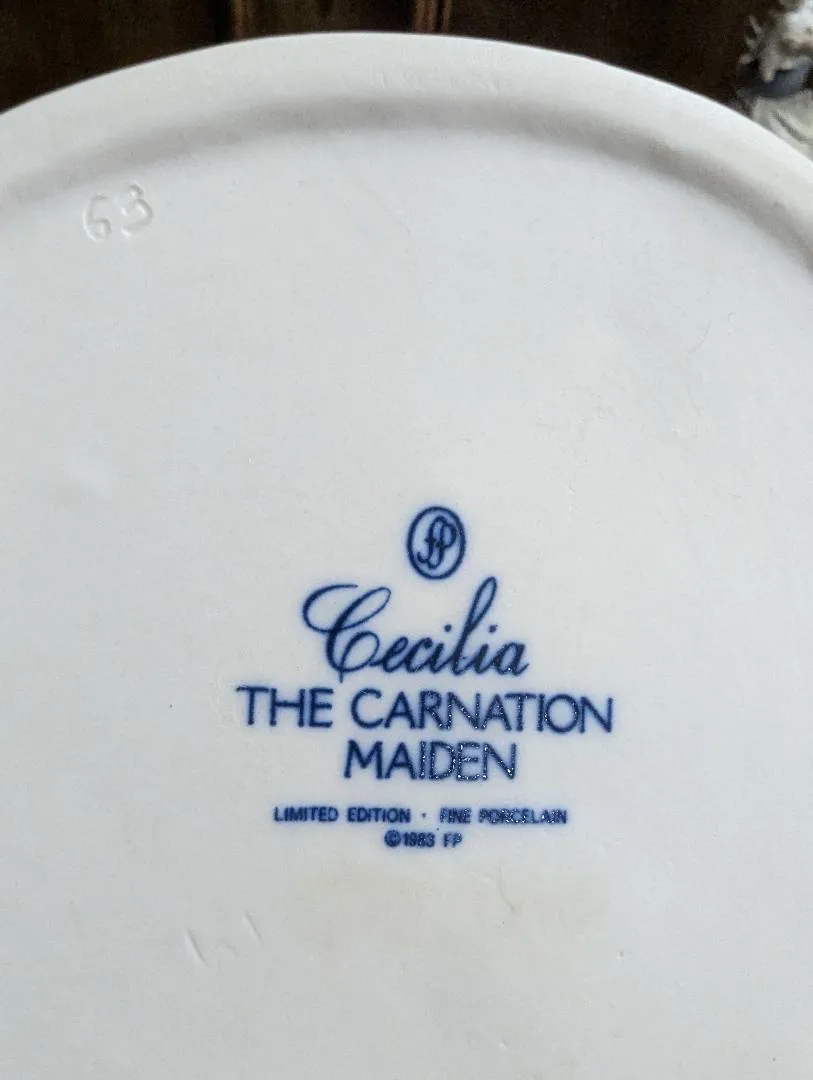 63
FP
Cecilia
THE CARNATION
MAIDEN
LIMITED EDITION · FINE PORCELAIN
©1983 FP